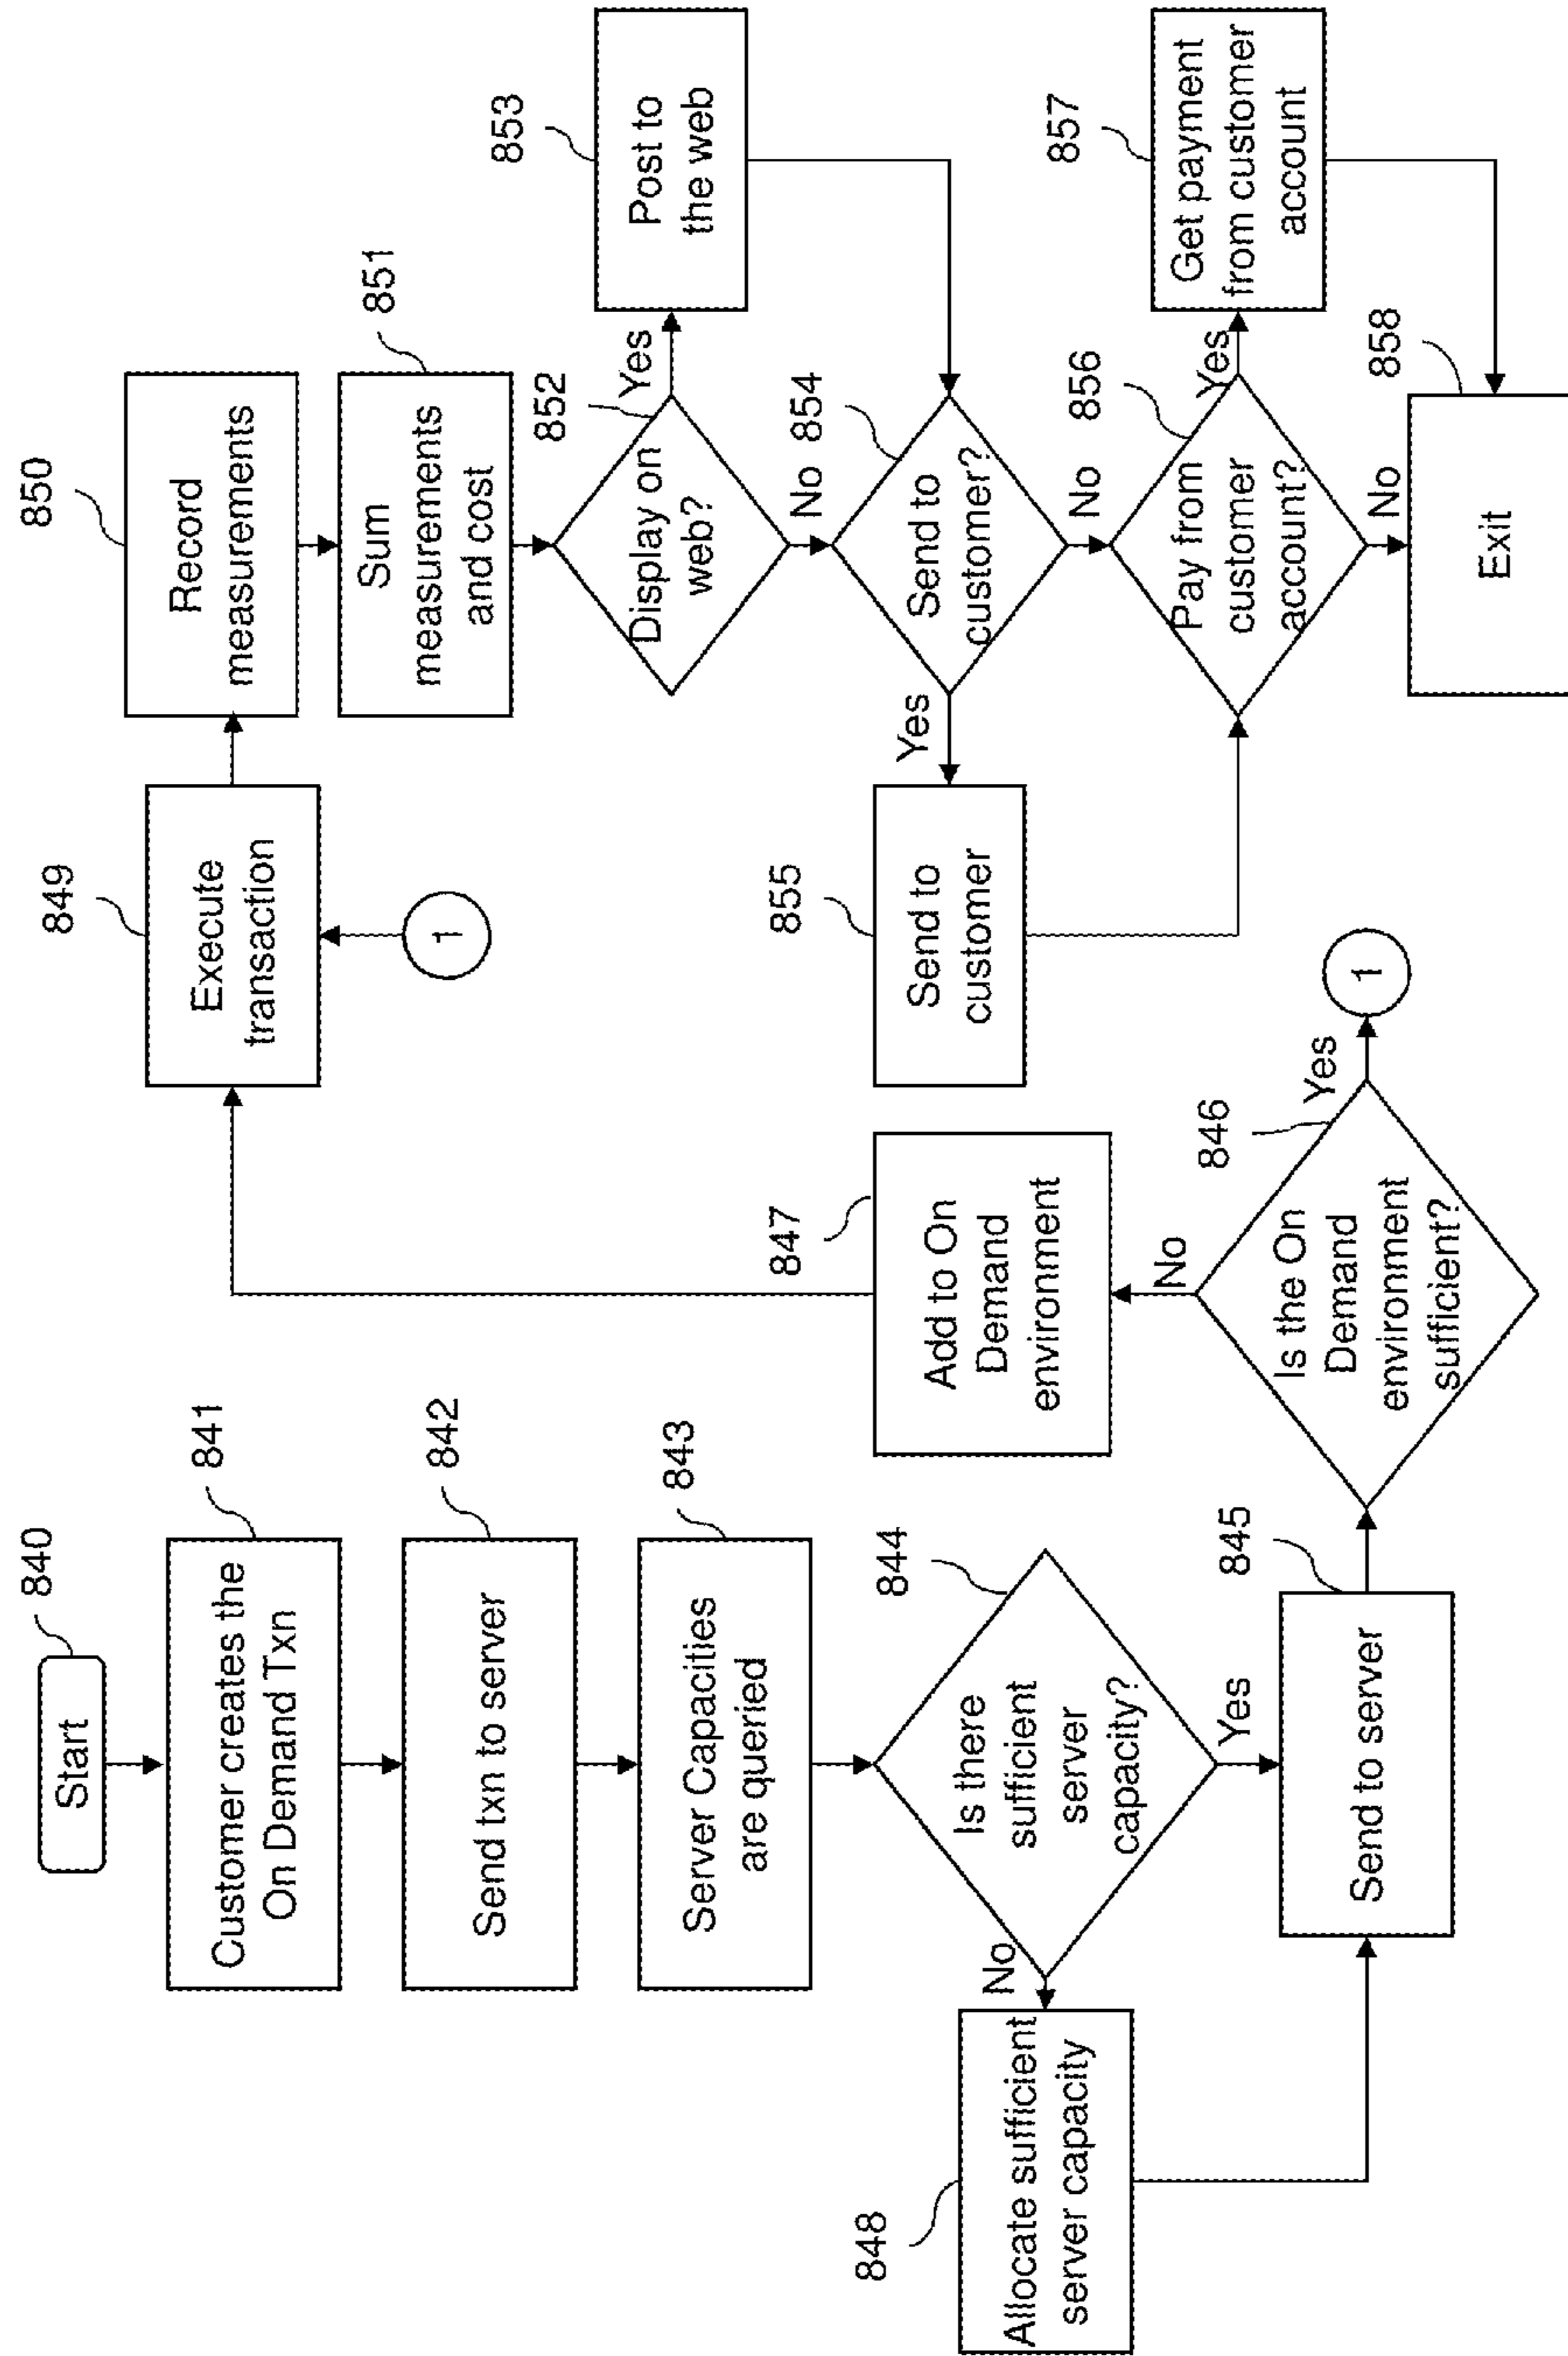 840
Start
841
Customer creates the
On Demand Txn
842
Send txn to server
843
Server Capacities
are queried
844
Is there
sufficient
server
capacity?
No
Yes
848
Allocate sufficient
server capacity
845
Send to server
846
Is the On
Demand
environment
sufficient?
No
Yes
1
847
Add to On
Demand
environment
849
Execute
transaction
1
850
Record
measurements
851
Sum
measurements
and cost
852
Display on
web?
Yes
No
853
Post to
the web
854
Send to
customer?
Yes
No
855
Send to
customer
856
Pay from
customer
account?
Yes
No
857
Get payment
from customer
account
858
Exit